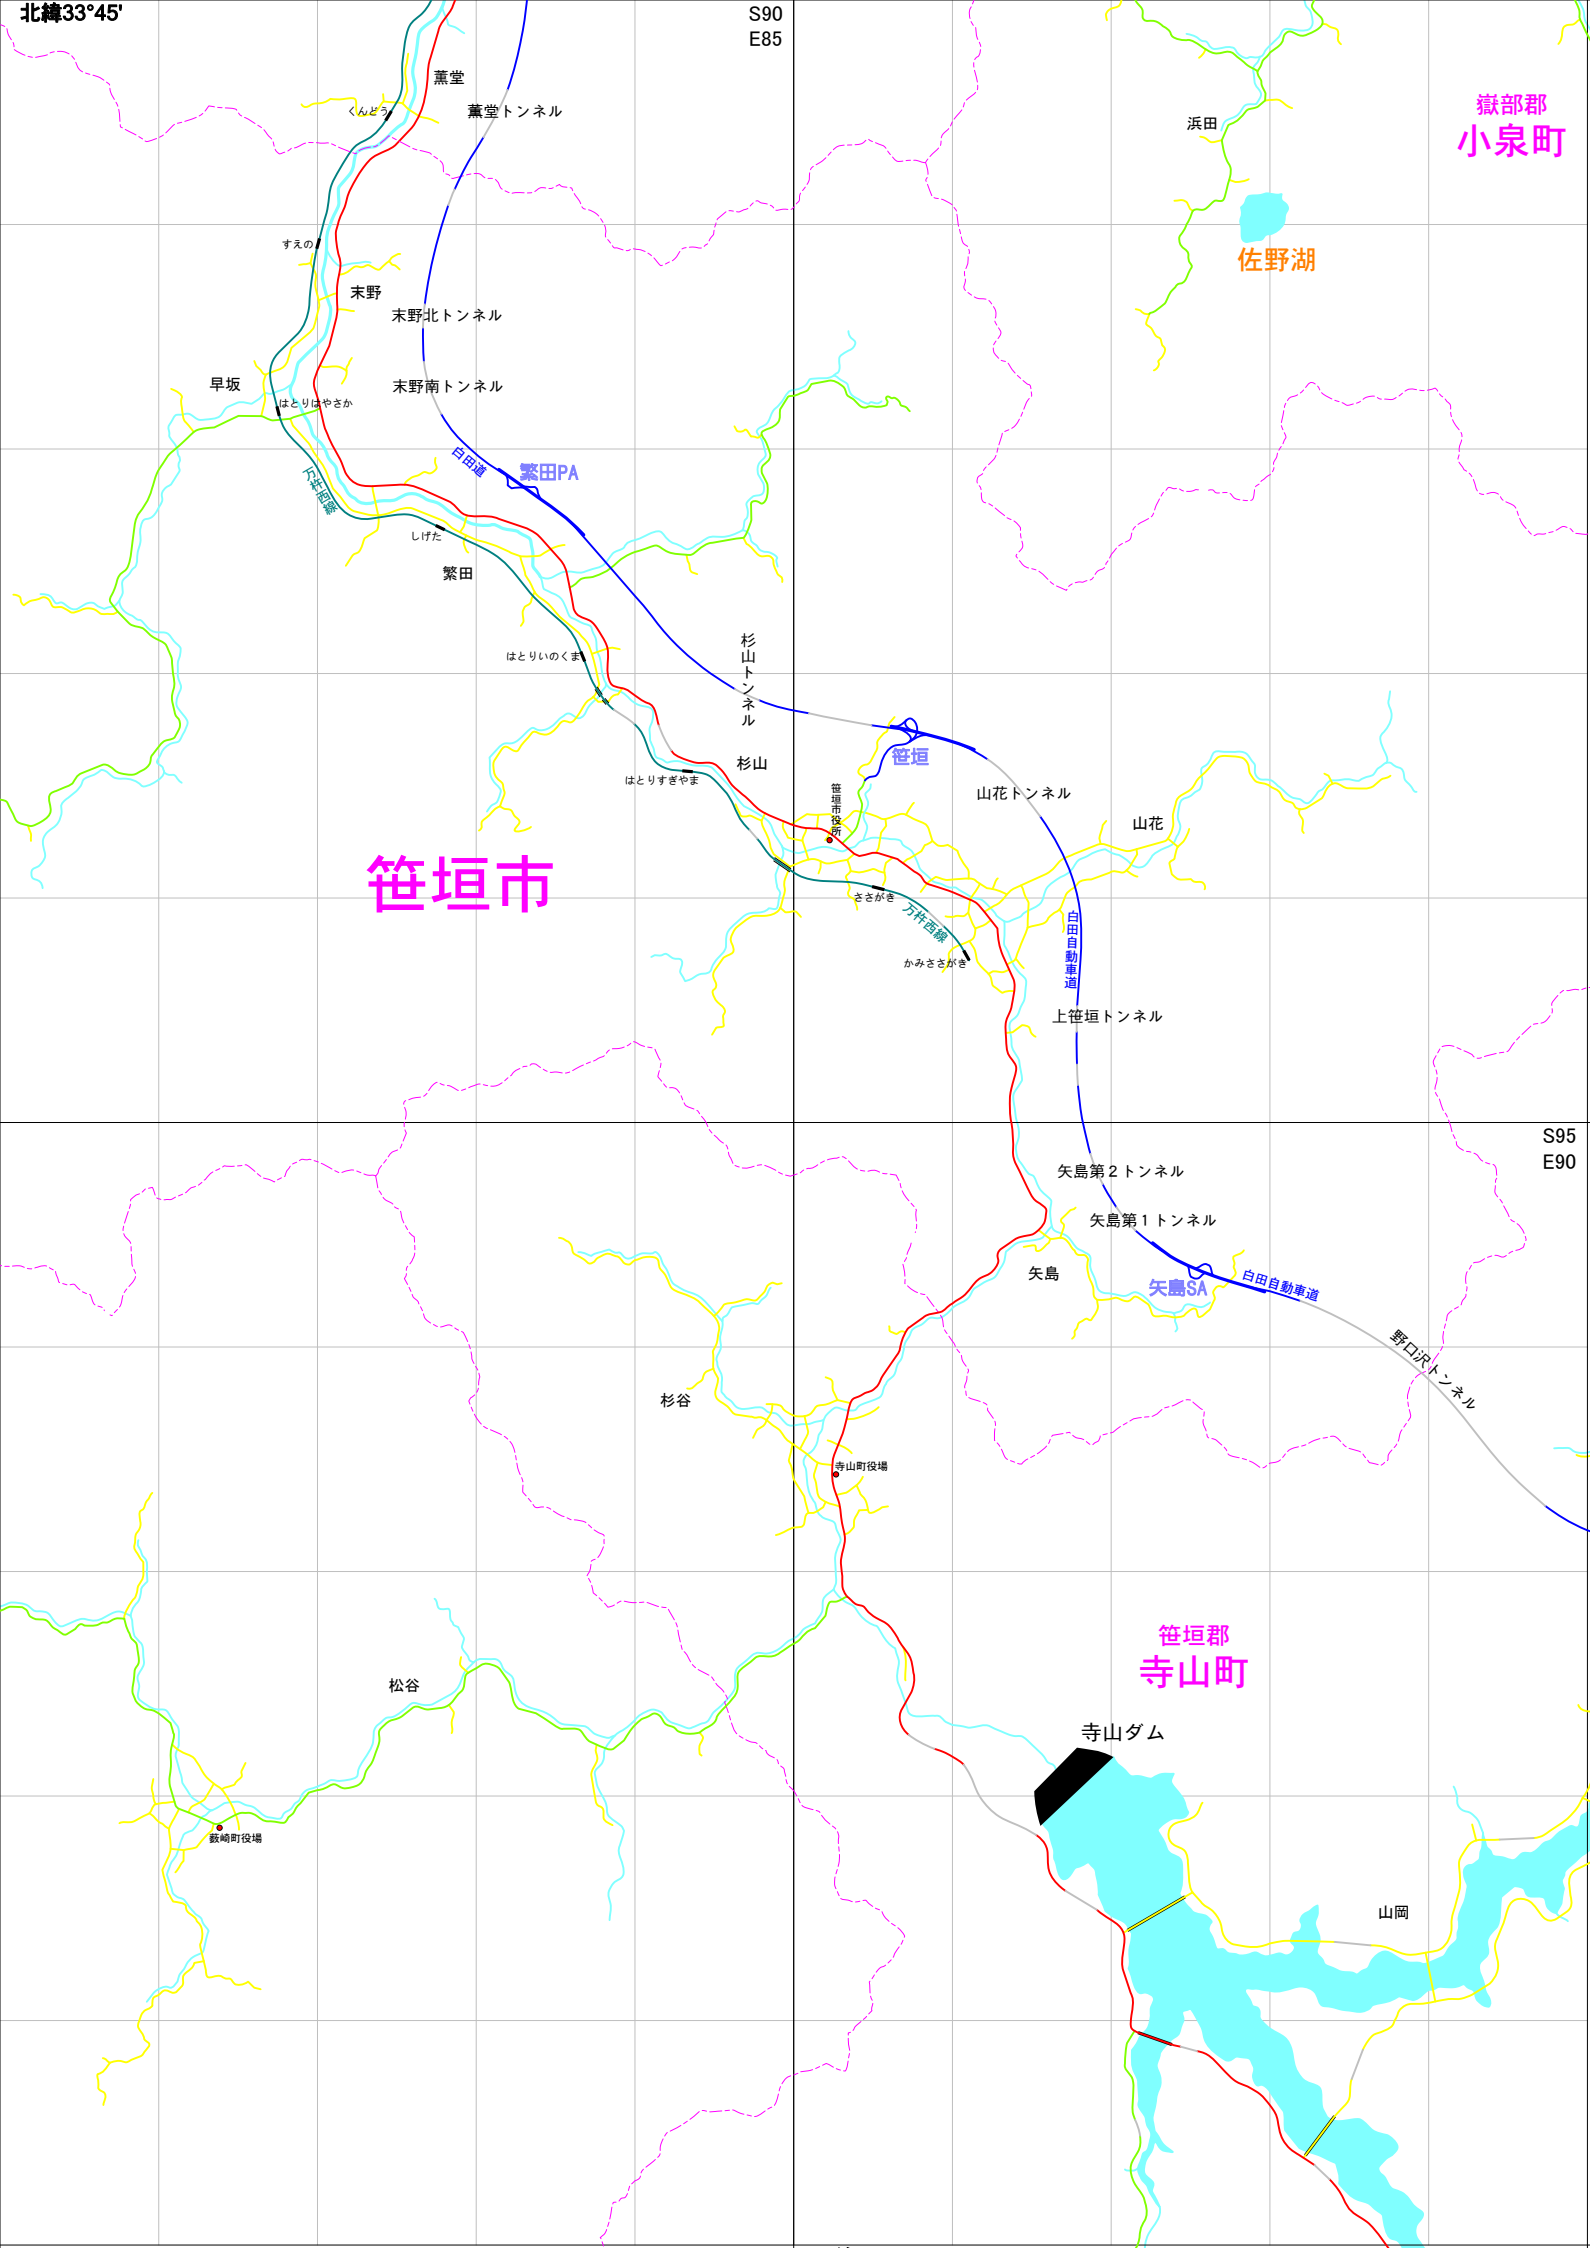 北緯33°45'
S90
E85
薫堂
くんどう
薫堂トンネル
浜田
嶽部郡
小泉町
すえの
佐野湖
末野
末野北トンネル
早坂
末野南トンネル
はとりはやさか
白田道
繁田PA
万杵西線
しげた
繁田
はとりいのくま
杉山トンネル
笹垣
杉山
はとりすぎやま
笹垣市役所
山花トンネル
山花
笹垣市
ささがき
万杵西線
白田自動車道
かみささがき
上笹垣トンネル
S95
E90
矢島第2トンネル
矢島第1トンネル
矢島
矢島SA
白田自動車道
野口沢トンネル
杉谷
寺山町役場
笹垣郡
寺山町
松谷
寺山ダム
藪崎町役場
山岡